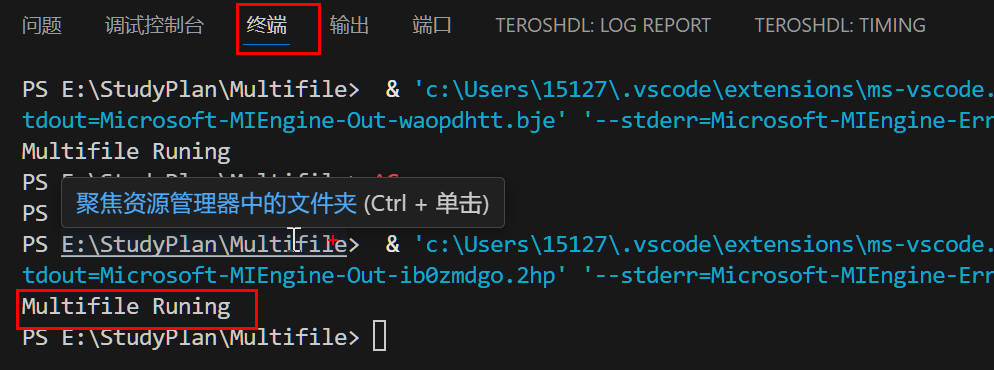 问题 调试控制台 终端 输出 端口 TEROSHDL: LOG REPORT TEROSHDL: TIMING
PS E:\StudyPlan\Multifile> & 'c:\Users\15127\.vscode\extensions\ms-vscode.
tdout=Microsoft-MIEngine-Out-waopdhtt.bje' '--stderr=Microsoft-MIEngine-Err
Multifile Runing
PS
聚焦资源管理器中的文件夹 (Ctrl + 单击)
PS
PS E:\StudyPlan\Multifile> & 'c:\Users\15127\.vscode\extensions\ms-vscode.
tdout=Microsoft-MIEngine-Out-ib0zmdgo.2hp' '--stderr=Microsoft-MIEngine-Err
Multifile Runing
PS E:\StudyPlan\Multifile>